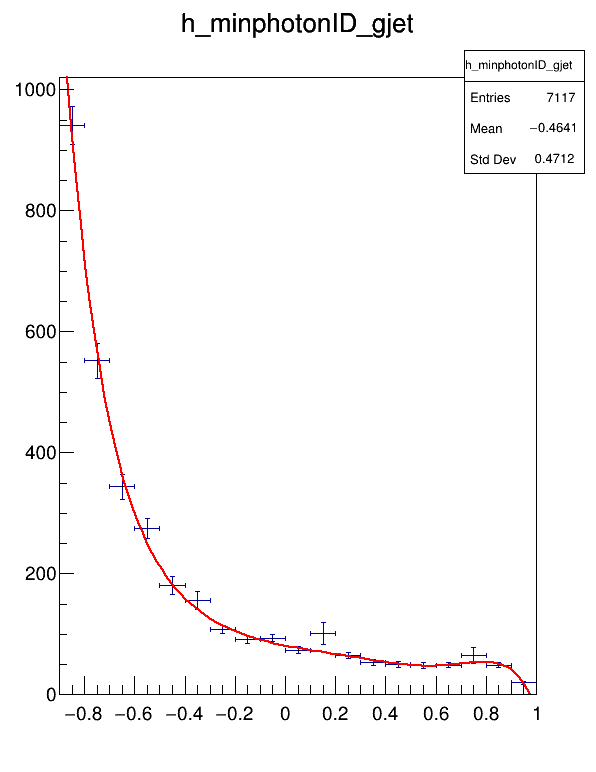 h_minphotonID_gjet
h_minphotonID_gjet
Entries 7117
Mean −0.4641
Std Dev 0.4712
1000
800
600
400
200
0
−0.8 −0.6 −0.4 −0.2 0 0.2 0.4 0.6 0.8 1